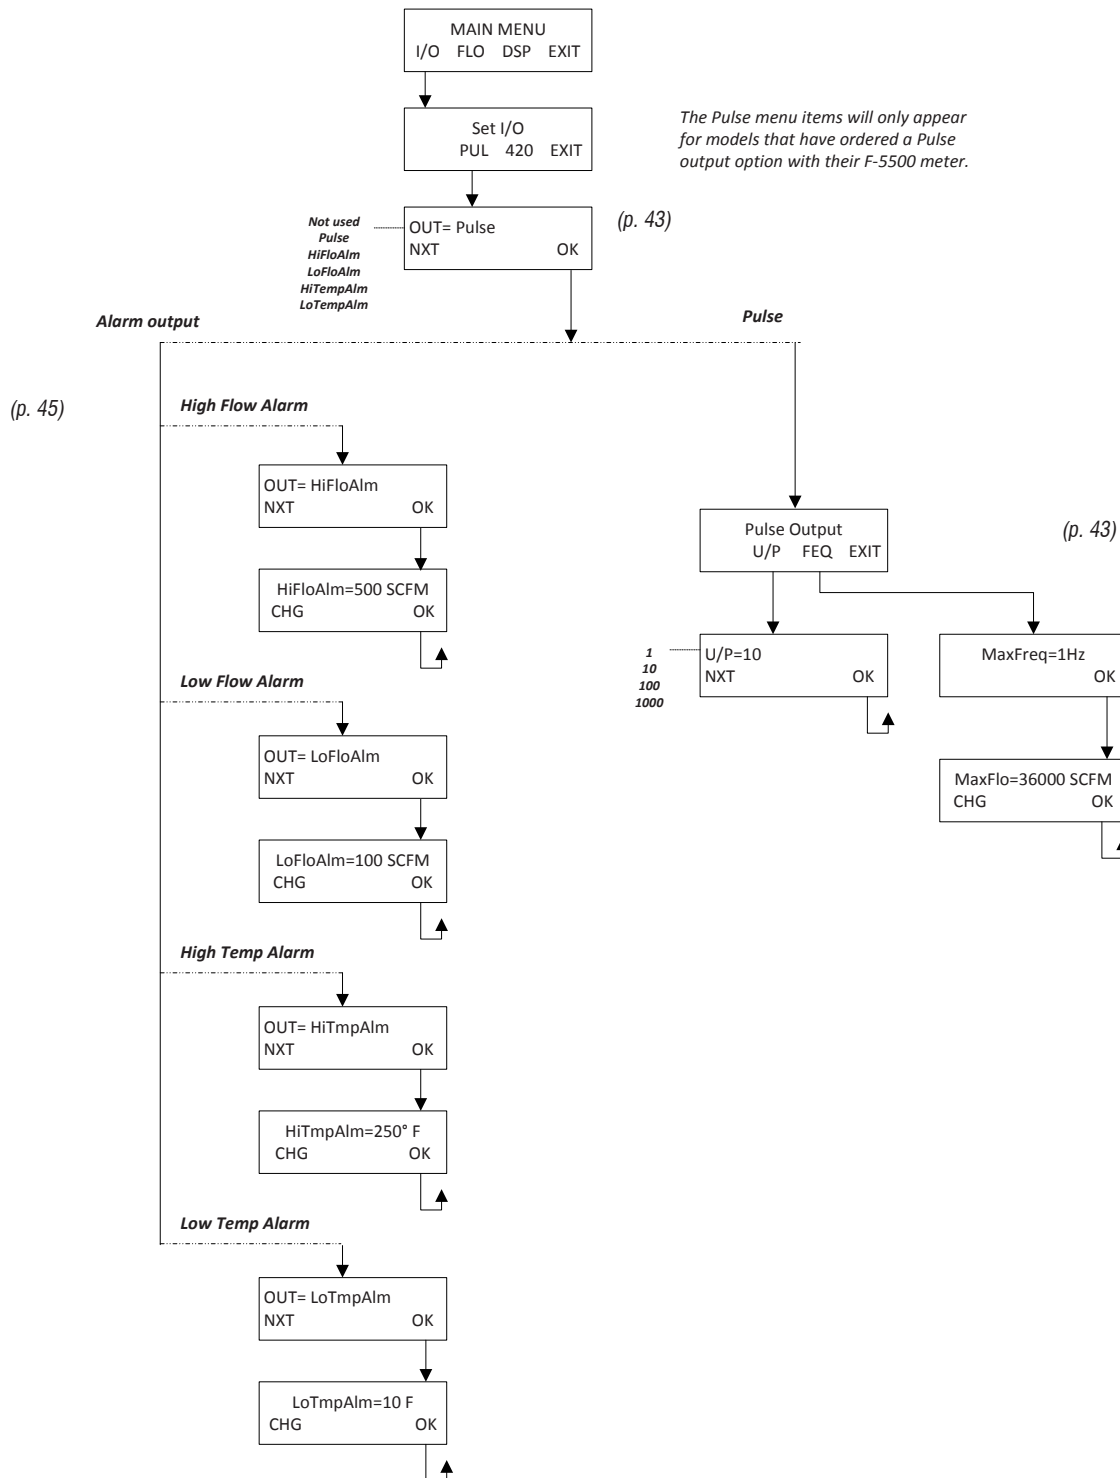 MAIN MENU
I/O FLO DSP EXIT
The Pulse menu items will only appear
for models that have ordered a Pulse
output option with their F-5500 meter.
Set I/O
PUL 420 EXIT
(p. 43)
Not used
Pulse
HiFloAlm
LoFloAlm
HiTempAlm
LoTempAlm
OUT= Pulse
NXT OK
Alarm output
Pulse
(p. 45)
High Flow Alarm
OUT= HiFloAlm
NXT OK
HiFloAlm=500 SCFM
CHG OK
Low Flow Alarm
OUT= LoFloAlm
NXT OK
LoFloAlm=100 SCFM
CHG OK
High Temp Alarm
OUT= HiTmpAlm
NXT OK
HiTmpAlm=250° F
CHG OK
Low Temp Alarm
OUT= LoTmpAlm
NXT OK
LoTmpAlm=10 F
CHG OK
Pulse Output
U/P FEQ EXIT
(p. 43)
1
10
100
1000
U/P=10
NXT OK
MaxFreq=1Hz
OK
MaxFlo=36000 SCFM
CHG OK